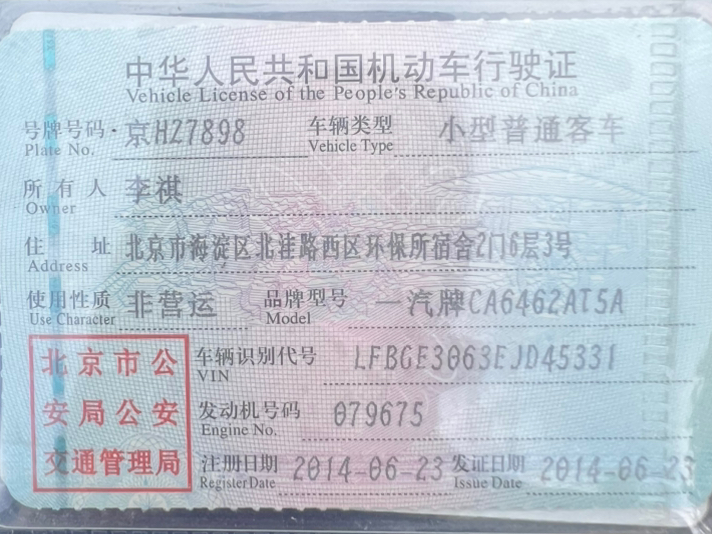 中华人民共和国机动车行驶证
Vehicle License of the People's Republic of China
号牌号码 京HZ7898 车辆类型 小型普通客车
Plate No. Vehicle Type
所有人 李祺
Owner
住址 北京市海淀区北洼路西区环保所宿舍2门6层3号
Address
使用性质 非营运 品牌型号 一汽牌CA6462AT5A
Use Character Model
北京市公 车辆识别代号 LFBGE3063EJD45331
VIN
安局公安 发动机号码 079675
Engine No.
交通管理局 注册日期 2014-06-23 发证日期 2014-06-23
Register Date Issue Date